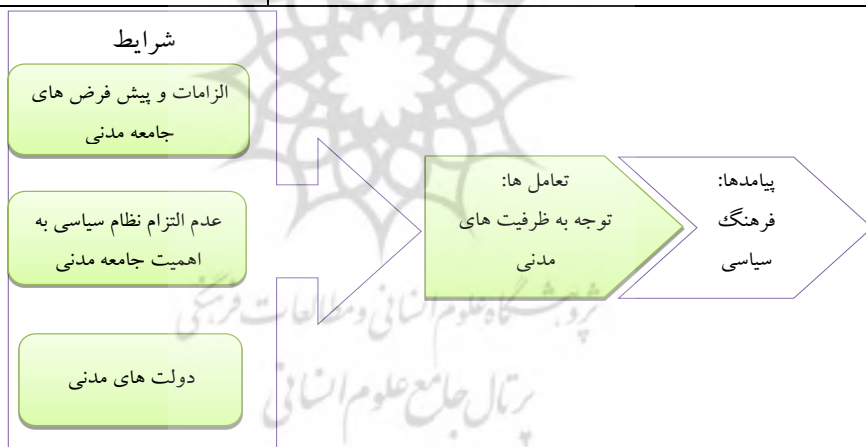 شرایط
الزامات و پیش فرض های
جامعه مدنی
عدم التزام نظام سیاسی به
اهمیت جامعه مدنی
دولت های مدنی
تعامل ها:
توجه به ظرفیت های
مدنی
پیامدها:
فرهنگ
سیاسی
پژوهشگاه علوم انسانی و مطالعات فرهنگی
پرتال جامع علوم انسانی